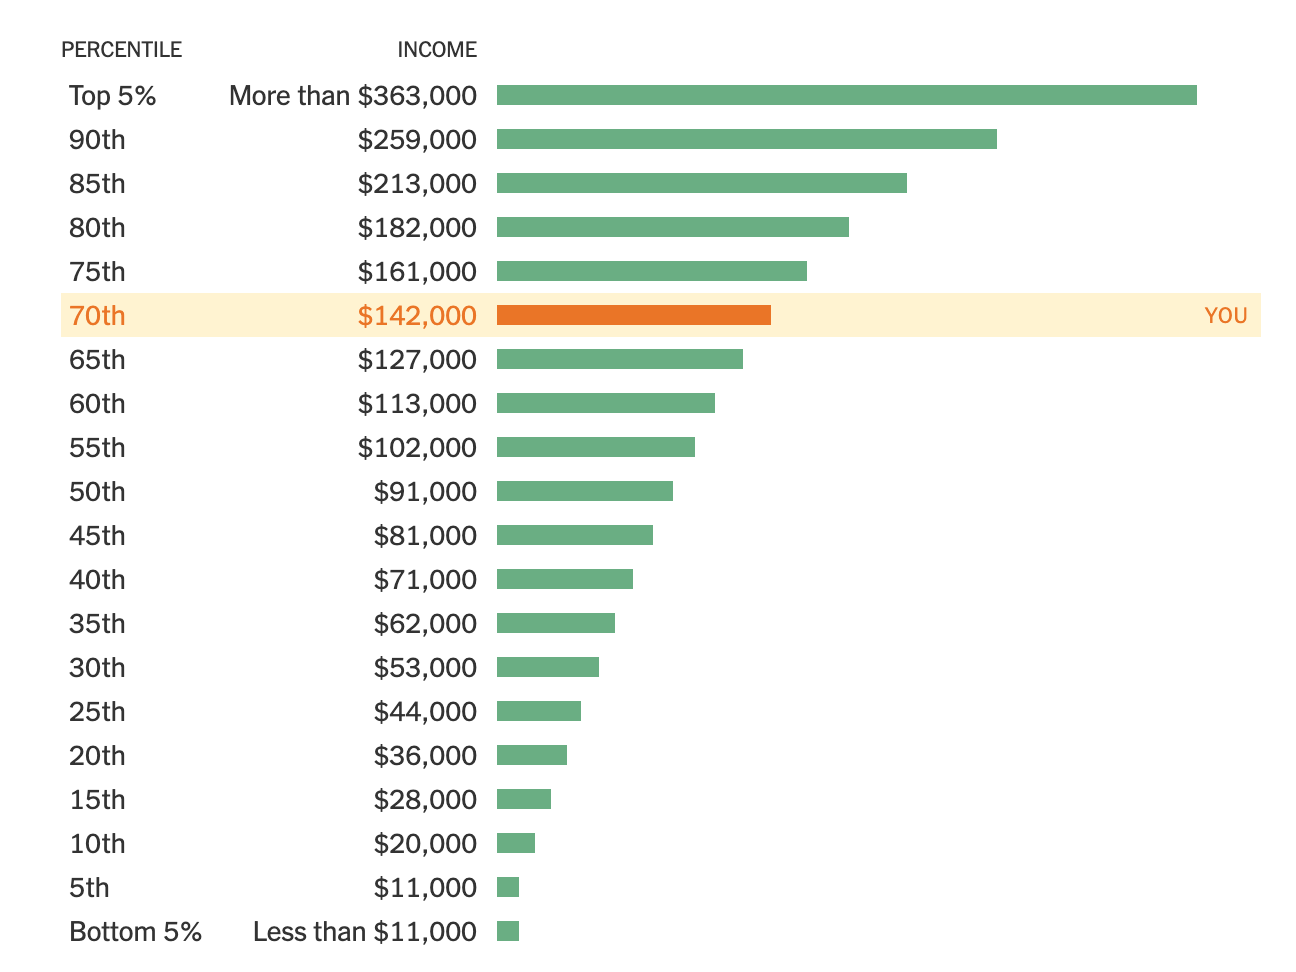 PERCENTILE INCOME
Top 5% More than $363,000
90th $259,000
85th $213,000
80th $182,000
75th $161,000
70th $142,000 YOU
65th $127,000
60th $113,000
55th $102,000
50th $91,000
45th $81,000
40th $71,000
35th $62,000
30th $53,000
25th $44,000
20th $36,000
15th $28,000
10th $20,000
5th $11,000
Bottom 5% Less than $11,000